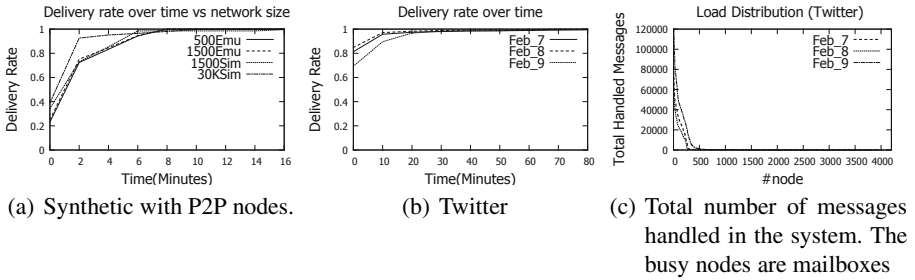 Delivery rate over time vs network size
Delivery Rate
1
0.8
0.6
0.4
0.2
0
500Emu
1500Emu
1500Sim
30KSim
0 2 4 6 8 10 12 14 16
Time(Minutes)
(a) Synthetic with P2P nodes.
Delivery rate over time
Delivery Rate
1
0.8
0.6
0.4
0.2
0
Feb_7
Feb_8
Feb_9
0 10 20 30 40 50 60 70 80
Time(Minutes)
(b) Twitter
Load Distribution (Twitter)
Total Handled Messages
120000
100000
80000
60000
40000
20000
0
Feb_7
Feb_8
Feb_9
0 500 1000 1500 2000 2500 3000 3500 4000
#node
(c) Total number of messages
handled in the system. The
busy nodes are mailboxes